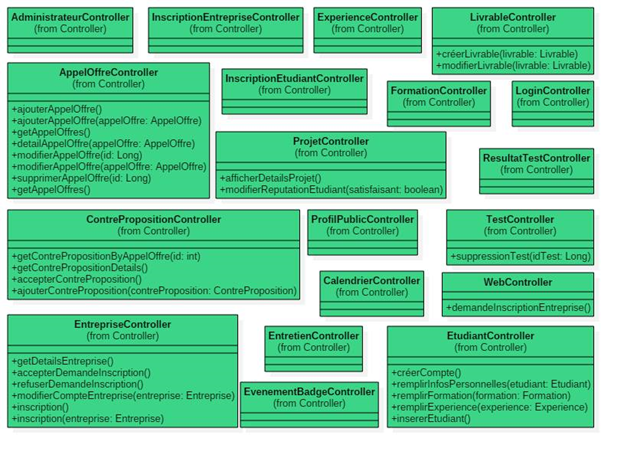 AdministrateurController
(from Controller)
InscriptionEntrepriseController
(from Controller)
ExperienceController
(from Controller)
LivrableController
(from Controller)
+créerLivrable(livrable: Livrable)
+modifierLivrable(livrable: Livrable)
AppelOffreController
(from Controller)
+ajouterAppelOffre()
+ajouterAppelOffre(appelOffre: AppelOffre)
+getAppelOffres()
+detailAppelOffre(appelOffre: AppelOffre)
+modifierAppelOffre(id: Long)
+modifierAppelOffre(appelOffre: AppelOffre)
+supprimerAppelOffre(id: Long)
+getAppelOffres()
InscriptionEtudiantController
(from Controller)
FormationController
(from Controller)
LoginController
(from Controller)
ProjetController
(from Controller)
+afficherDetailsProjet()
+modifierReputationEtudiant(satisfaisant: boolean)
ResultatTestController
(from Controller)
ContrePropositionController
(from Controller)
+getContrePropositionByAppelOffre(id: int)
+getContrePropositionDetails()
+accepterContreProposition()
+ajouterContreProposition(contreProposition: ContreProposition)
ProfilPublicController
(from Controller)
TestController
(from Controller)
+suppressionTest(idTest: Long)
CalendrierController
(from Controller)
WebController
(from Controller)
+demandeInscriptionEntreprise()
EntrepriseController
(from Controller)
+getDetailsEntreprise()
+accepterDemandeInscription()
+refuserDemandeInscription()
+modifierCompteEntreprise(entreprise: Entreprise)
+inscription()
+inscription(entreprise: Entreprise)
EntretienController
(from Controller)
EvenementBadgeController
(from Controller)
EtudiantController
(from Controller)
+créerCompte()
+remplirInfosPersonnelles(etudiant: Etudiant)
+remplirFormation(formation: Formation)
+remplirExperience(experience: Experience)
+insererEtudiant()